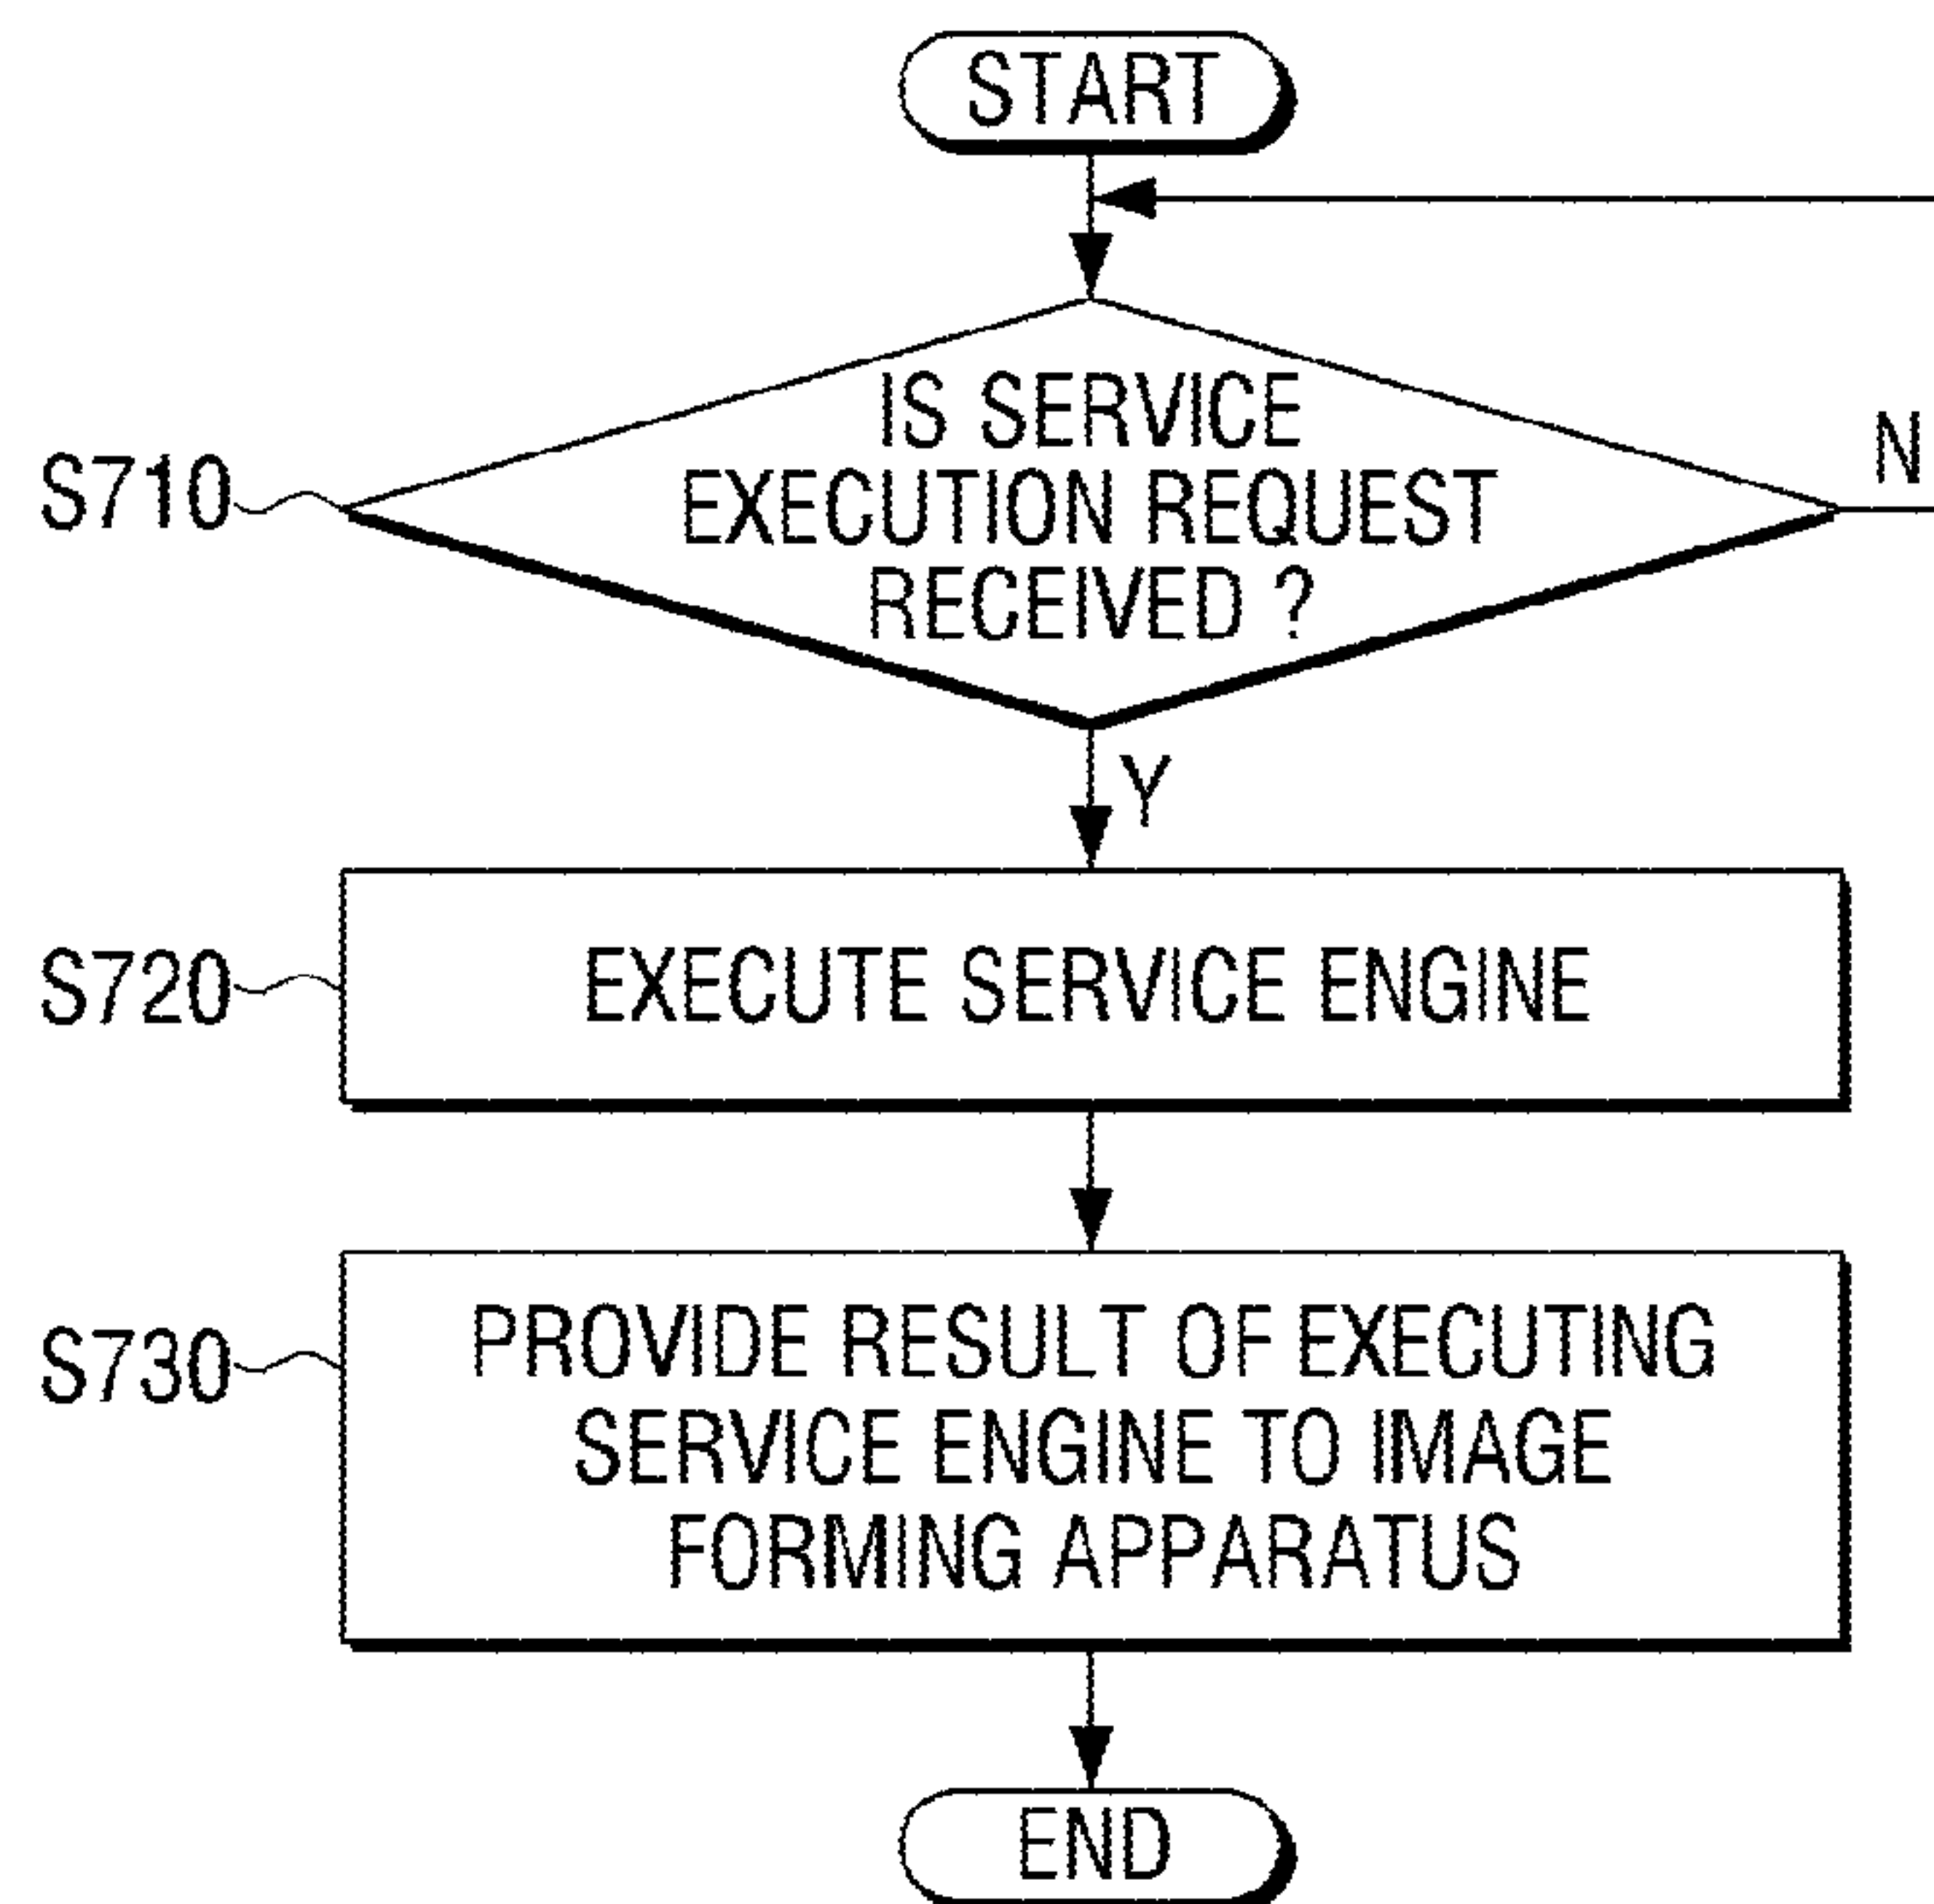 START
IS SERVICE
EXECUTION REQUEST
RECEIVED ?
N
S710
Y
S720
EXECUTE SERVICE ENGINE
S730
PROVIDE RESULT OF EXECUTING
SERVICE ENGINE TO IMAGE
FORMING APPARATUS
END